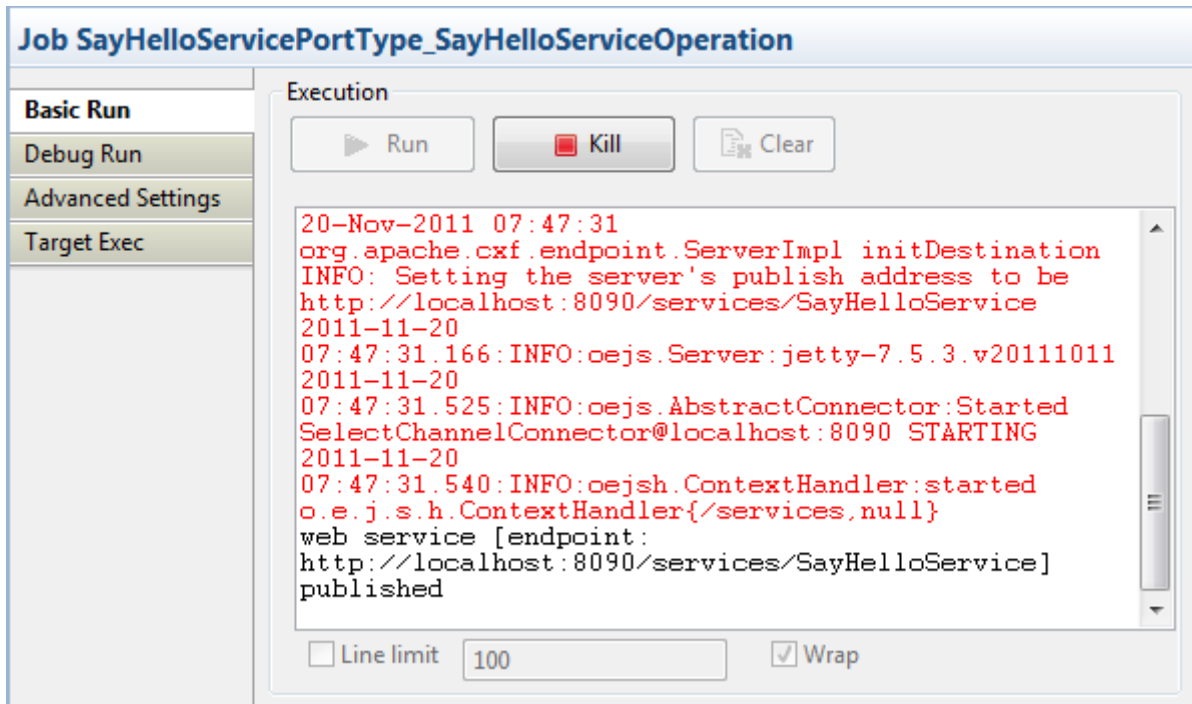 Job SayHelloServicePortType_SayHelloServiceOperation
Basic Run
Debug Run
Advanced Settings
Target Exec
Execution
Run
Kill
Clear
20-Nov-2011 07:47:31
org.apache.cxf.endpoint.ServerImpl initDestination
INFO: Setting the server's publish address to be
http://localhost:8090/services/SayHelloService
2011-11-20
07:47:31.166:INFO:oejs.Server:jetty-7.5.3.v20111011
2011-11-20
07:47:31.525:INFO:oejs.AbstractConnector:Started
SelectChannelConnector@localhost:8090 STARTING
2011-11-20
07:47:31.540:INFO:oejsh.ContextHandler:started
o.e.j.s.h.ContextHandler{/services,null}
web service [endpoint:
http://localhost:8090/services/SayHelloService]
published
Line limit
100
Wrap